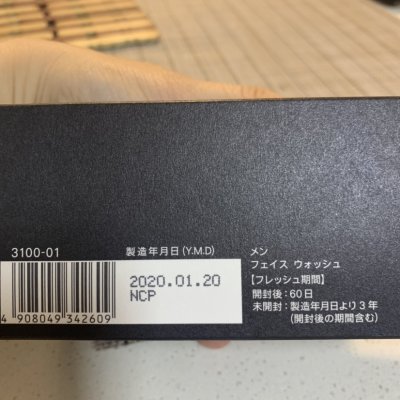 3100-01
4 908049 342609
製造年月日(Y.M.D)
2020.01.20
NCP
メン
フェイス ウォッシュ
【フレッシュ期間】
開封後:60日
未開封:製造年月日より3年
(開封後の期間含む)